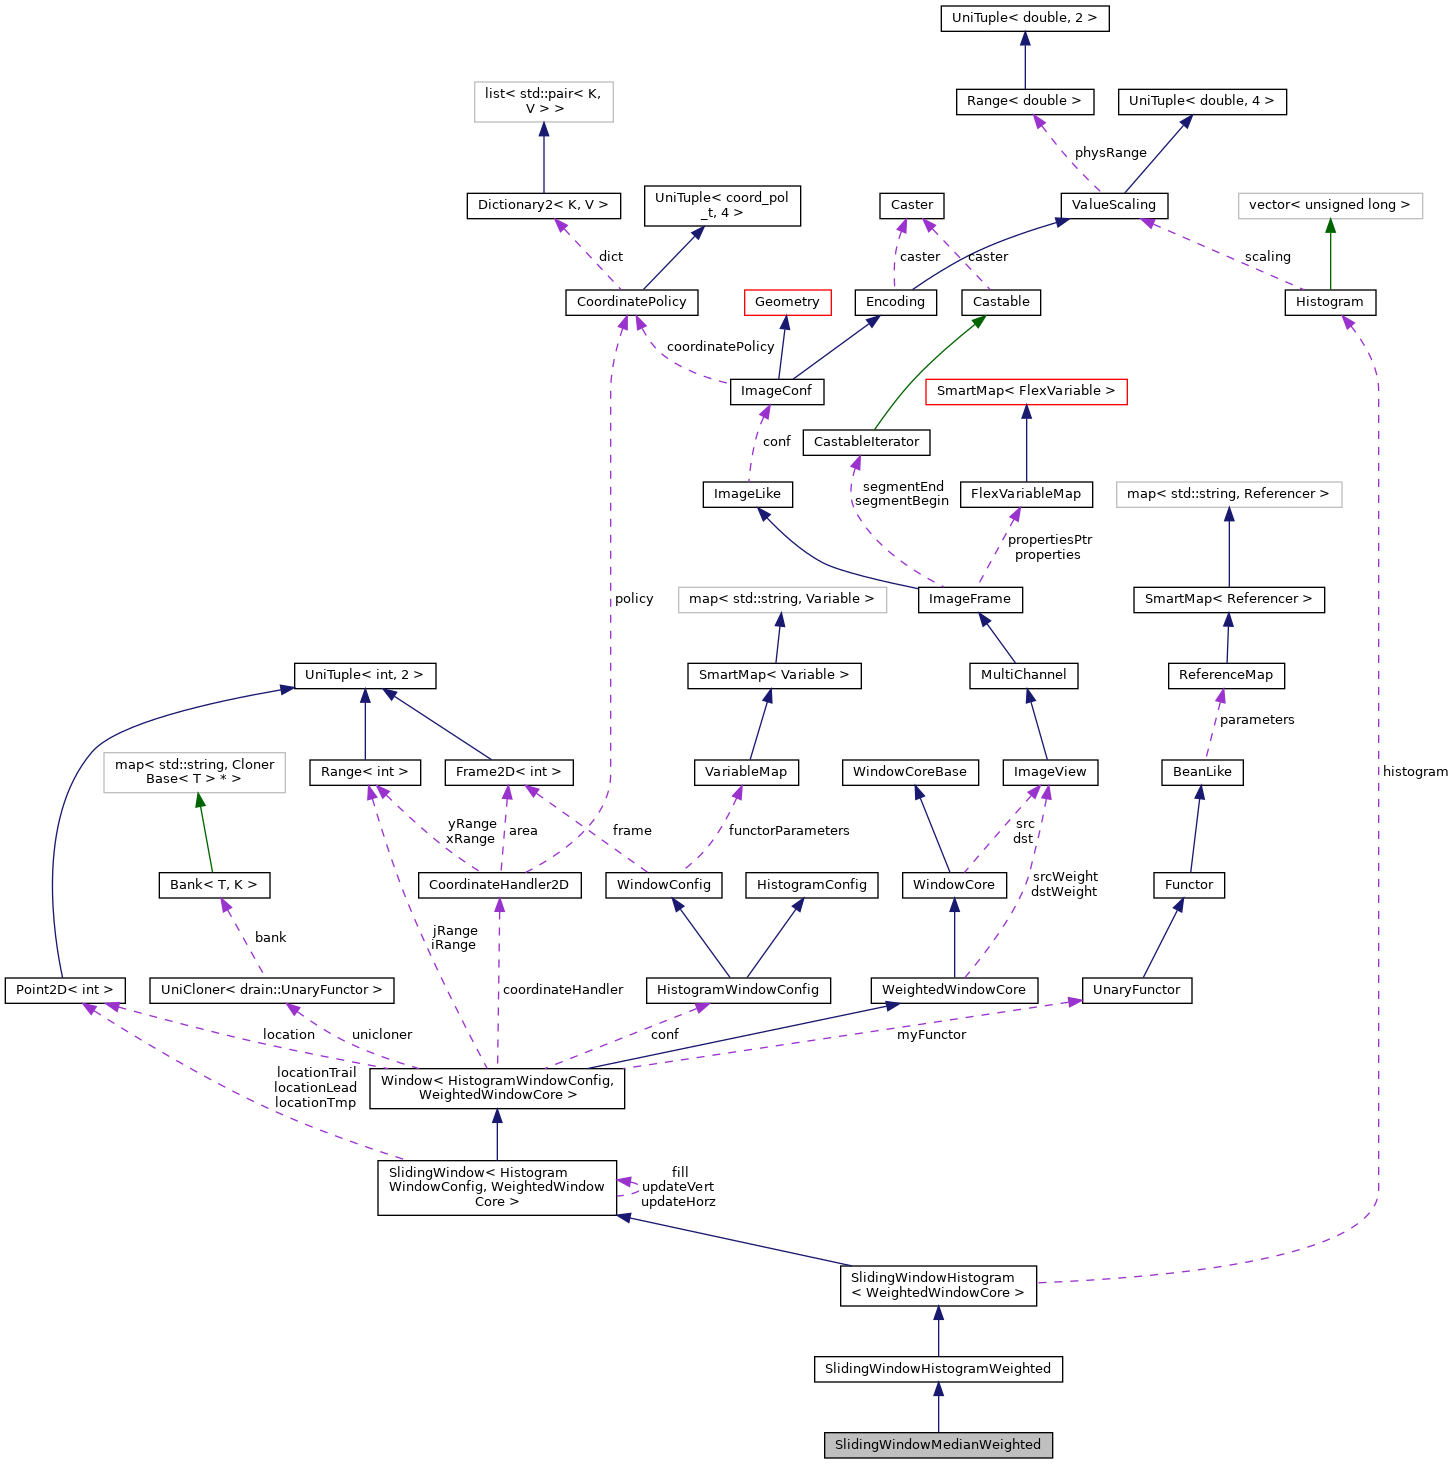 UniTuple< double, 2 >
list< std::pair< K,
V > >
Range< double >
UniTuple< double, 4 >
physRange
Dictionary2< K, V >
UniTuple< coord_pol
_t, 4 >
Caster
ValueScaling
vector< unsigned long >
dict
caster
caster
scaling
CoordinatePolicy
Geometry
Encoding
Castable
Histogram
coordinatePolicy
ImageConf
SmartMap< FlexVariable >
conf
CastableIterator
segmentEnd
segmentBegin
ImageLike
FlexVariableMap
map< std::string, Referencer >
propertiesPtr
properties
policy
map< std::string, Variable >
ImageFrame
SmartMap< Referencer >
UniTuple< int, 2 >
SmartMap< Variable >
MultiChannel
ReferenceMap
parameters
map< std::string, Cloner
Base< T > * >
Range< int >
Frame2D< int >
VariableMap
WindowCoreBase
ImageView
BeanLike
histogram
yRange
xRange
area
frame
functorParameters
src
dst
Bank< T, K >
CoordinateHandler2D
WindowConfig
HistogramConfig
WindowCore
srcWeight
dstWeight
Functor
bank
jRange
iRange
Point2D< int >
UniCloner< drain::UnaryFunctor >
coordinateHandler
HistogramWindowConfig
WeightedWindowCore
UnaryFunctor
location
unicloner
conf
myFunctor
locationTrail
locationLead
locationTmp
Window< HistogramWindowConfig,
WeightedWindowCore >
SlidingWindow< Histogram
WindowConfig, WeightedWindow
Core >
fill
updateVert
updateHorz
SlidingWindowHistogram
< WeightedWindowCore >
SlidingWindowHistogramWeighted
SlidingWindowMedianWeighted